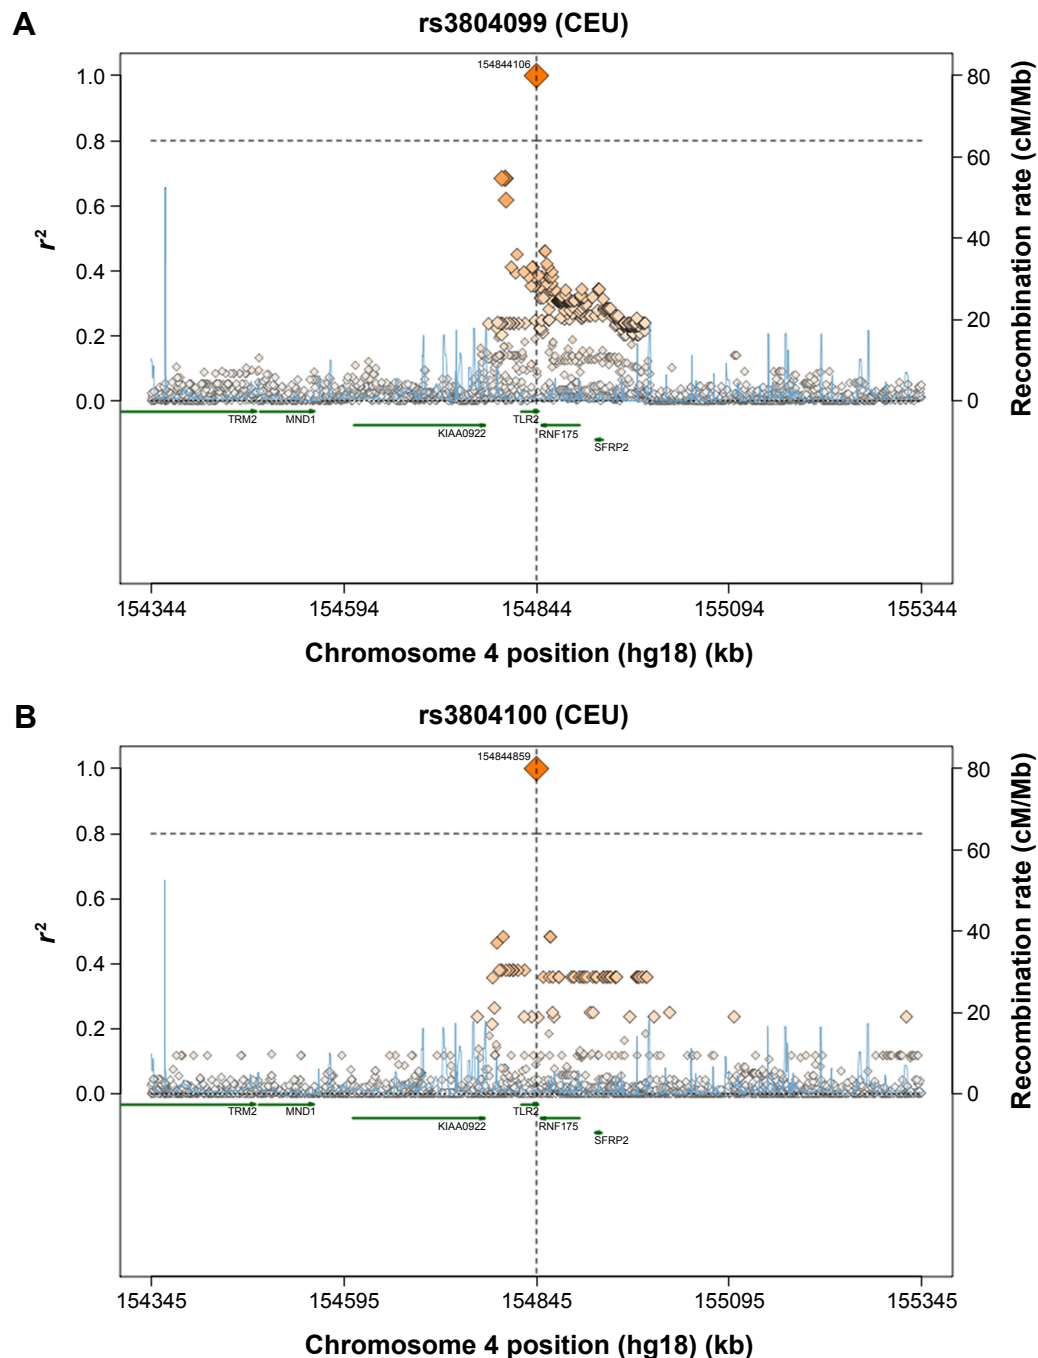 A
rs3804099 (CEU)
154844106
1.0
0.8
0.6
0.4
0.2
0.0
r²
80
60
40
20
0
Recombination rate (cM/Mb)
TRM2
MND1
KIAA0922
TLR2
RNF175
SFRP2
154344
154594
154844
155094
155344
Chromosome 4 position (hg18) (kb)
B
rs3804100 (CEU)
154844859
1.0
0.8
0.6
0.4
0.2
0.0
r²
80
60
40
20
0
Recombination rate (cM/Mb)
TRM2
MND1
KIAA0922
TLR2
RNF175
SFRP2
154345
154595
154845
155095
155345
Chromosome 4 position (hg18) (kb)